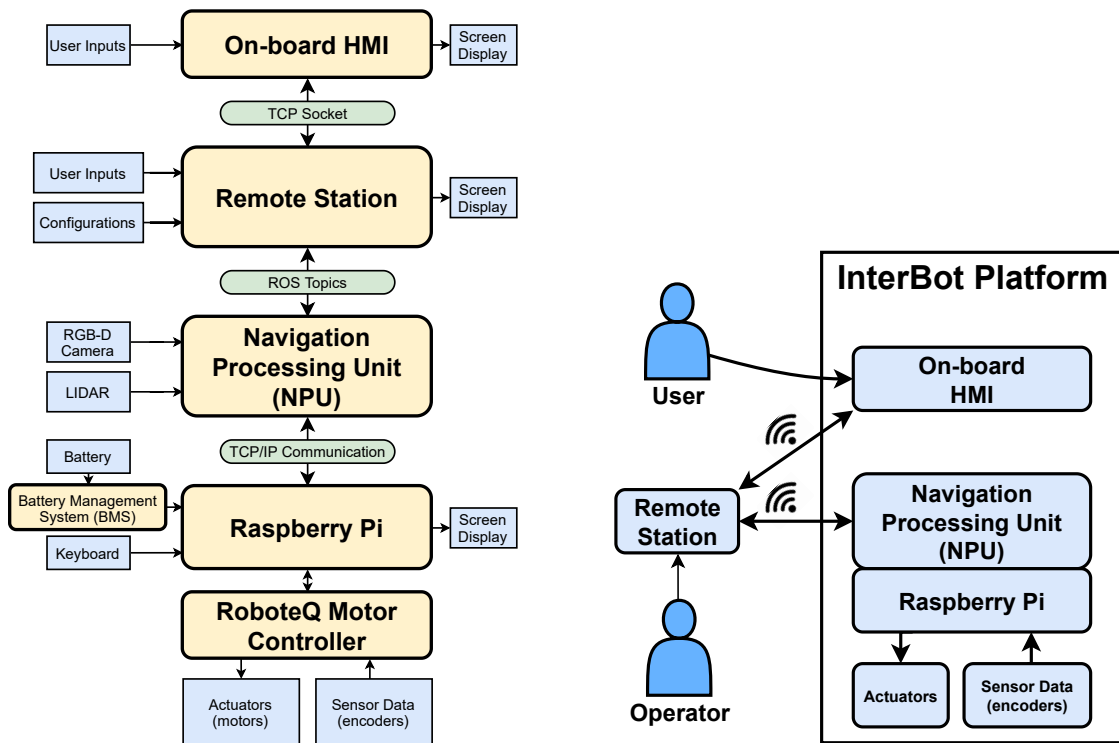 User Inputs
On-board HMI
Screen
Display
TCP Socket
User Inputs
Configurations
Remote Station
Screen
Display
ROS Topics
RGB-D
Camera
LIDAR
Navigation
Processing Unit
(NPU)
TCP/IP Communication
Battery
Battery Management
System (BMS)
Keyboard
Raspberry Pi
Screen
Display
RoboteQ Motor
Controller
Actuators
(motors)
Sensor Data
(encoders)
InterBot Platform
User
On-board
HMI
Remote
Station
Navigation
Processing Unit
(NPU)
Raspberry Pi
Operator
Actuators
Sensor Data
(encoders)